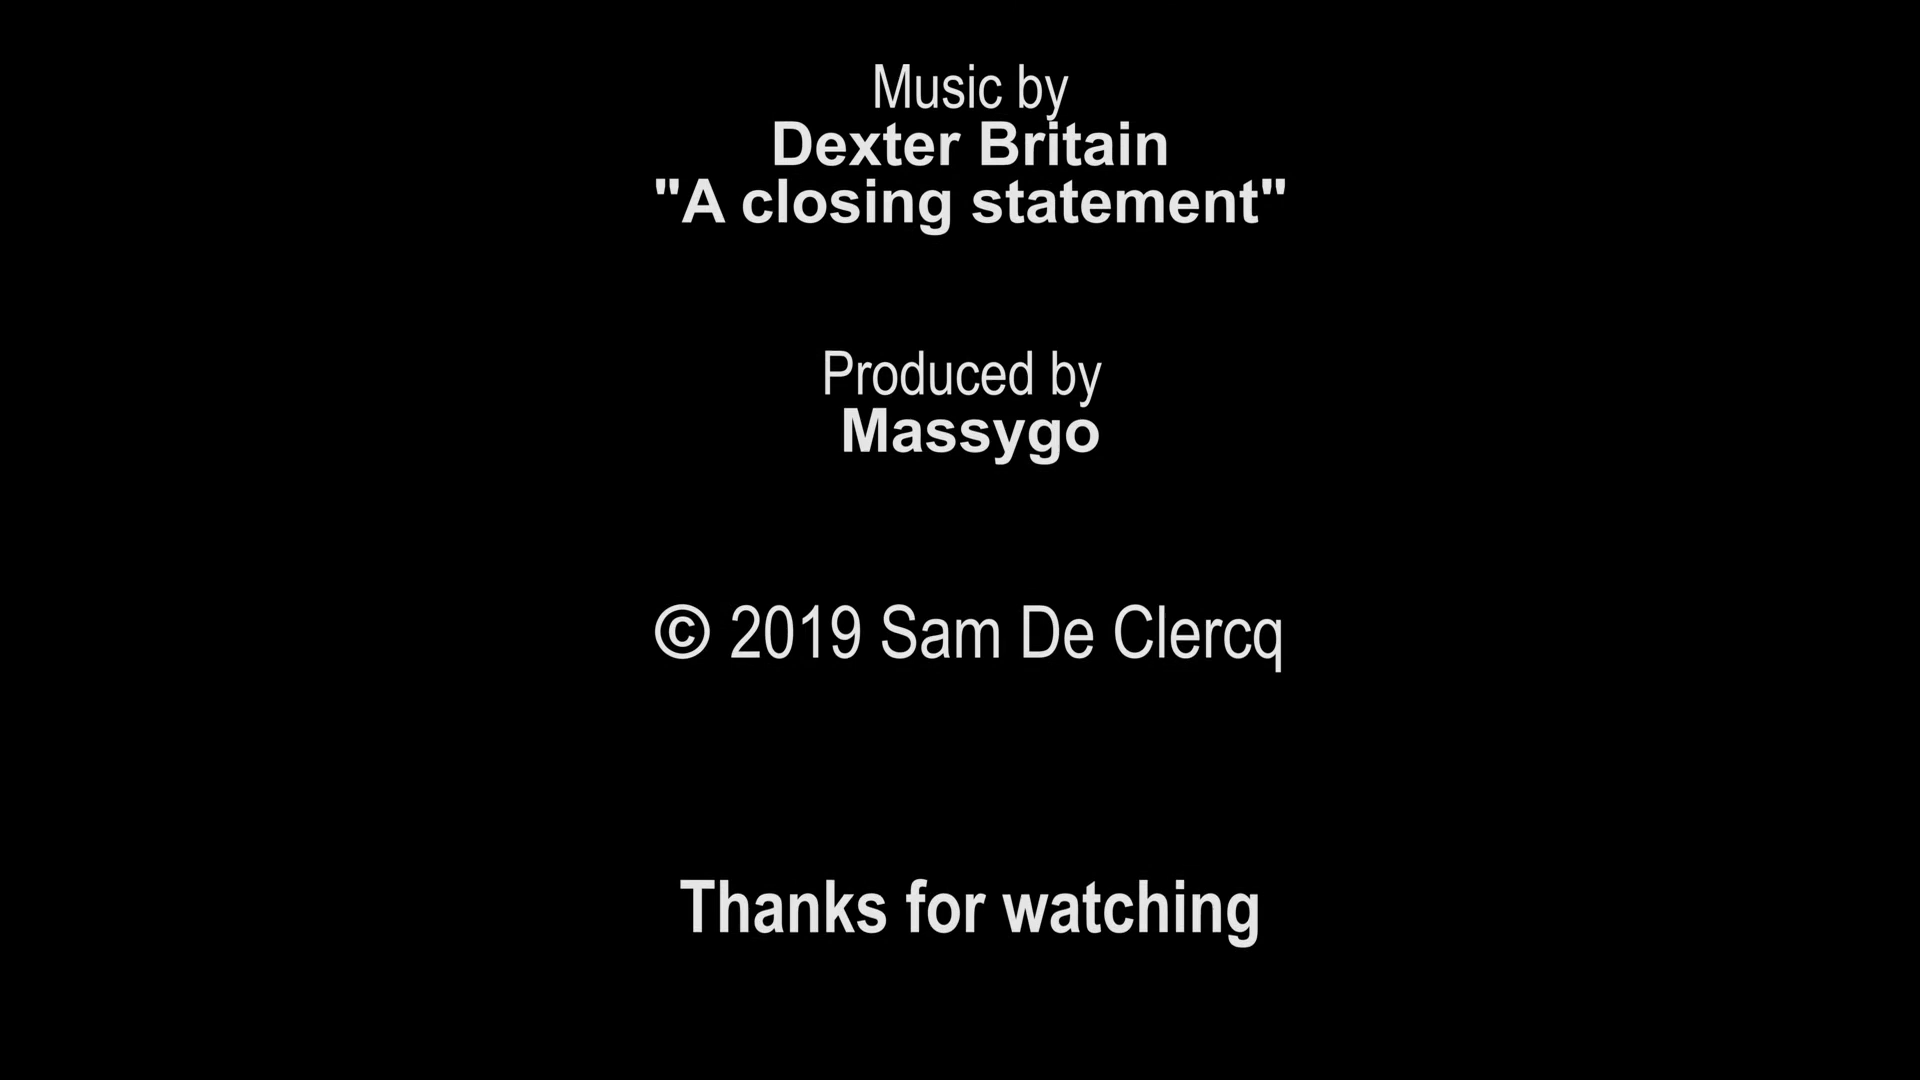 Music by
Dexter Britain
"A closing statement"
Produced by
Massygo
© 2019 Sam De Clercq
Thanks for watching